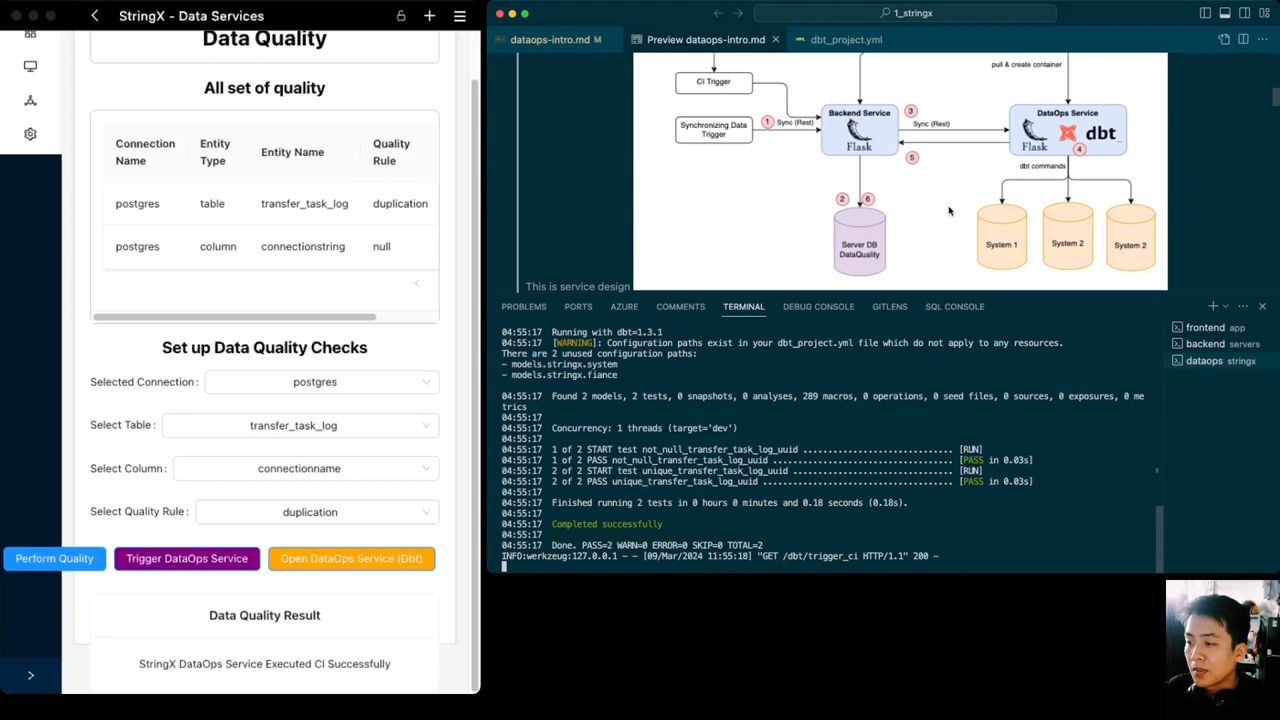 StringX - Data Services
Data Quality
All set of quality
Connection Name
Entity Type
Entity Name
Quality Rule
postgres
table
transfer_task_log
duplication
postgres
column
connectionstring
null
Set up Data Quality Checks
Selected Connection:
postgres
Select Table:
transfer_task_log
Select Column:
connectionname
Select Quality Rule:
duplication
Perform Quality
Trigger DataOps Service
Open DataOps Service (Dbt)
Data Quality Result
StringX DataOps Service Executed CI Successfully
1_stringx
dataops-intro.md M
Preview dataops-intro.md
dbt_project.yml
pull & create container
CI Trigger
Synchronizing Data Trigger
1
Sync (Rest)
Backend Service
Flask
3
Sync (Rest)
5
DataOps Service
Flask
dbt
4
dbt commands
2
6
Server DB DataQuality
System 1
System 2
System 2
This is service design
PROBLEMS
PORTS
AZURE
COMMENTS
TERMINAL
DEBUG CONSOLE
GITLENS
SQL CONSOLE
04:55:17 Running with dbt=1.3.1
04:55:17 [WARNING]: Configuration paths exist in your dbt_project.yml file which do not apply to any resources.
There are 2 unused configuration paths:
- models.stringx.system
- models.stringx.fiance
04:55:17 Found 2 models, 2 tests, 0 snapshots, 0 analyses, 289 macros, 0 operations, 0 seed files, 0 sources, 0 exposures, 0 me
trics
04:55:17
04:55:17 Concurrency: 1 threads (target='dev')
04:55:17
04:55:17 1 of 2 START test not_null_transfer_task_log_uuid ............................ [RUN]
04:55:17 1 of 2 PASS not_null_transfer_task_log_uuid .................................. [PASS in 0.03s]
04:55:17 2 of 2 START test unique_transfer_task_log_uuid .............................. [RUN]
04:55:17 2 of 2 PASS unique_transfer_task_log_uuid .................................... [PASS in 0.03s]
04:55:17
04:55:17 Finished running 2 tests in 0 hours 0 minutes and 0.18 seconds (0.18s).
04:55:17
04:55:17 Completed successfully
04:55:17
04:55:17 Done. PASS=2 WARN=0 ERROR=0 SKIP=0 TOTAL=2
INFO:werkzeug:127.0.0.1 - - [09/Mar/2024 11:55:18] "GET /dbt/trigger_ci HTTP/1.1" 200 -
frontend app
backend servers
dataops stringx